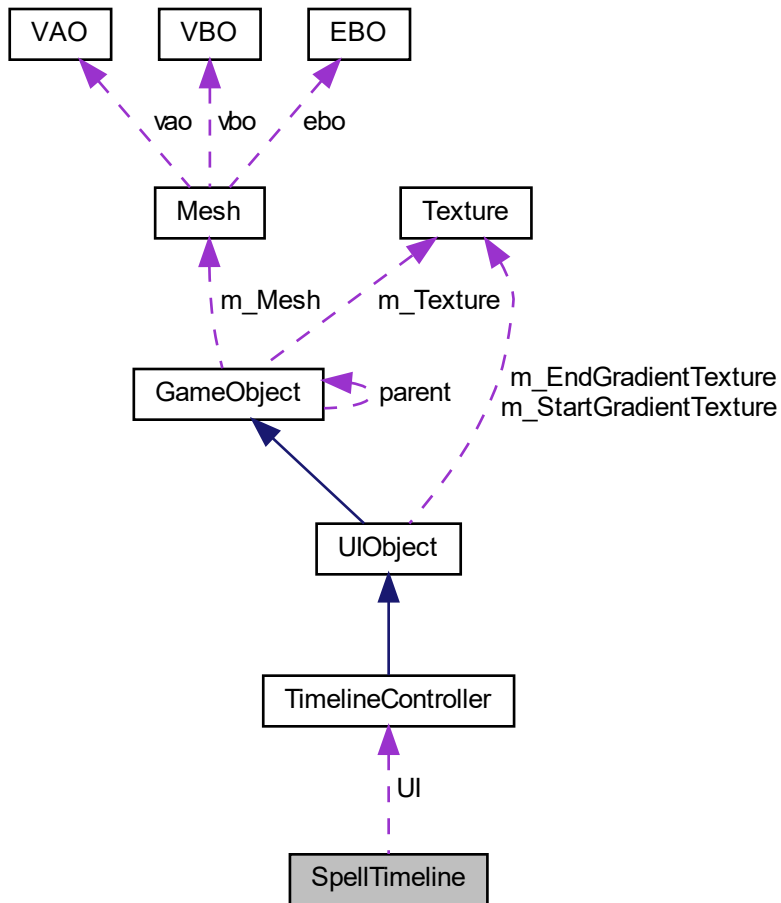 VAO
VBO
EBO
vao
vbo
ebo
Mesh
Texture
m_Mesh
m_Texture
GameObject
parent
m_EndGradientTexture
m_StartGradientTexture
UIObject
TimelineController
UI
SpellTimeline